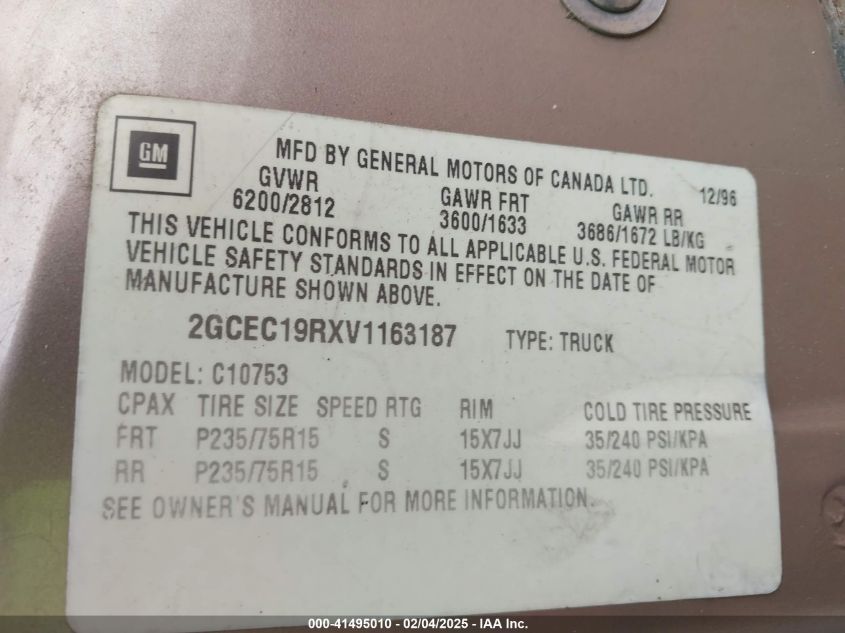 GM
MFD BY GENERAL MOTORS OF CANADA LTD. 12/96
GVWR GAWR FRT GAWR RR
6200/2812 3600/1633 3686/1672 LB/KG
THIS VEHICLE CONFORMS TO ALL APPLICABLE U.S. FEDERAL MOTOR
VEHICLE SAFETY STANDARDS IN EFFECT ON THE DATE OF
MANUFACTURE SHOWN ABOVE.
2GCEC19RXV1163187 TYPE: TRUCK
MODEL: C10753
CPAX TIRE SIZE SPEED RTG RIM COLD TIRE PRESSURE
FRT P235/75R15 S 15X7JJ 35/240 PSI/KPA
RR P235/75R15 S 15X7JJ 35/240 PSI/KPA
SEE OWNER'S MANUAL FOR MORE INFORMATION.
000-41495010 - 02/04/2025 - IAA Inc.